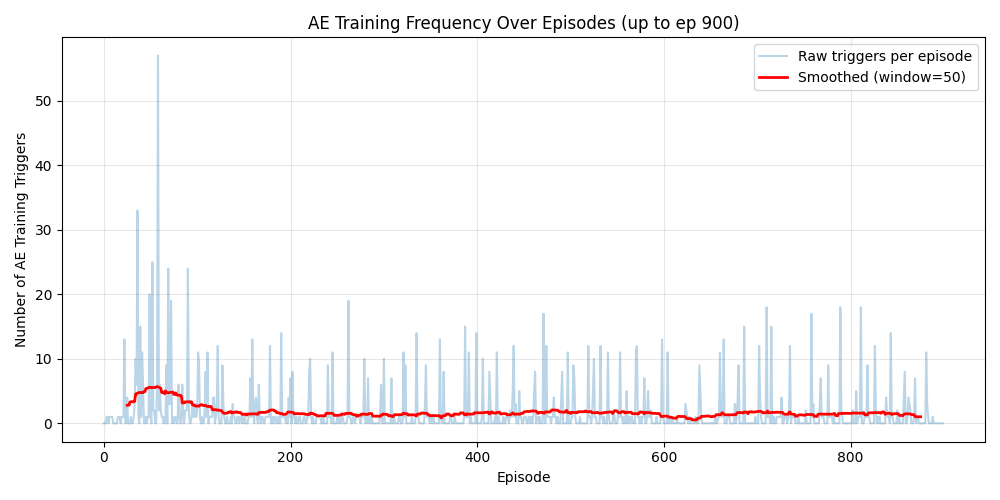 AE Training Frequency Over Episodes (up to ep 900)
Raw triggers per episode
Smoothed (window=50)
Number of AE Training Triggers
50
40
30
20
10
0
0 200 400 600 800
Episode